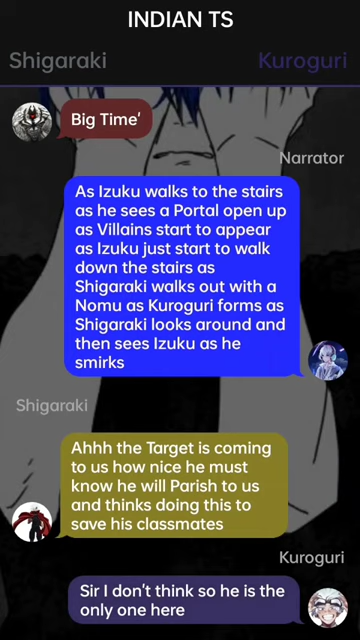 INDIAN TS
Shigaraki
Kuroguri
Big Time'
Narrator
As Izuku walks to the stairs
as he sees a Portal open up
as Villains start to appear
as Izuku just start to walk
down the stairs as
Shigaraki walks out with a
Nomu as Kuroguri forms as
Shigaraki looks around and
then sees Izuku as he
smirks
Shigaraki
Ahhh the Target is coming
to us how nice he must
know he will Parish to us
and thinks doing this to
save his classmates
Kuroguri
Sir I don't think so he is the
only one here